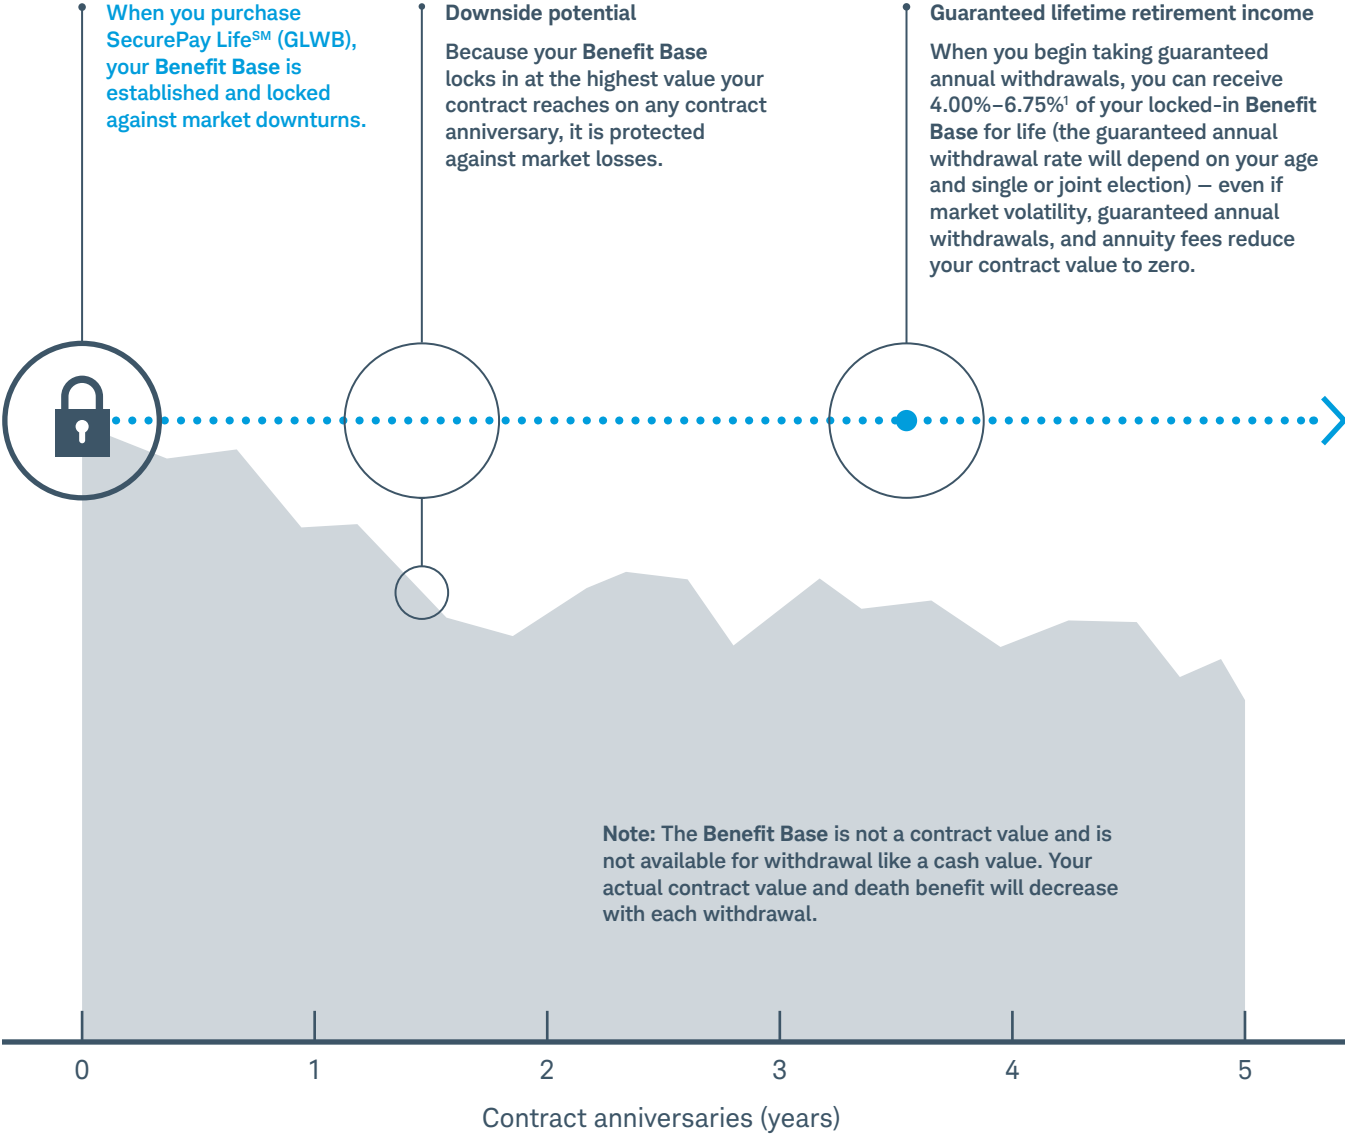 When you purchase
SecurePay Life℠ (GLWB),
your Benefit Base is
established and locked
against market downturns.
Downside potential
Because your Benefit Base
locks in at the highest value your
contract reaches on any contract
anniversary, it is protected
against market losses.
Guaranteed lifetime retirement income
When you begin taking guaranteed
annual withdrawals, you can receive
4.00%–6.75%¹ of your locked-in Benefit
Base for life (the guaranteed annual
withdrawal rate will depend on your age
and single or joint election) — even if
market volatility, guaranteed annual
withdrawals, and annuity fees reduce
your contract value to zero.
Note: The Benefit Base is not a contract value and is
not available for withdrawal like a cash value. Your
actual contract value and death benefit will decrease
with each withdrawal.
0 1 2 3 4 5
Contract anniversaries (years)